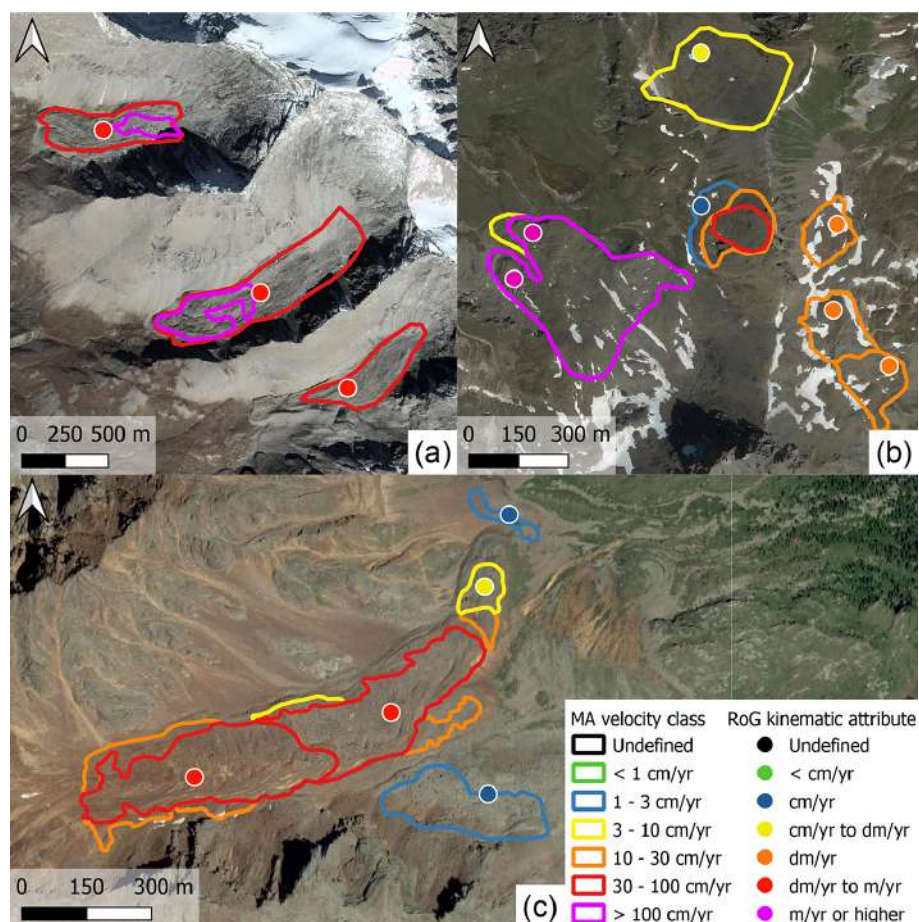 0 250 500 m
(a)
0 150 300 m
(b)
MA velocity class RoG kinematic attribute
Undefined Undefined
< 1 cm/yr < cm/yr
1 - 3 cm/yr cm/yr
3 - 10 cm/yr cm/yr to dm/yr
10 - 30 cm/yr dm/yr
30 - 100 cm/yr dm/yr to m/yr
> 100 cm/yr m/yr or higher
0 150 300 m
(c)